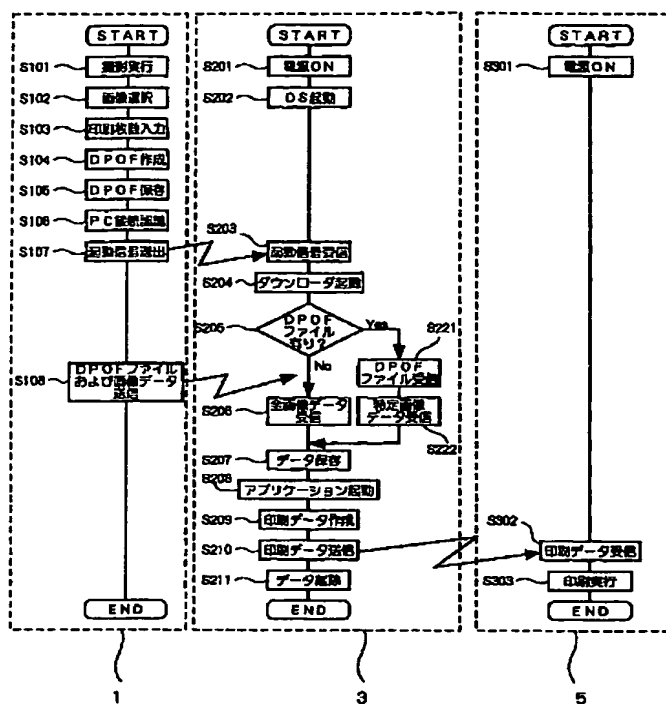 START
S101
撮影実行
S102
画像選択
S103
印刷枚数入力
S104
DPOF作成
S105
DPOF保存
S106
PC接続認識
S107
起動信号送出
S108
DPOFファイル
および画像データ
送信
END
1
START
S201
電源ON
S202
OS起動
S203
起動信号受信
S204
ダウンローダ起動
S205
DPOF
ファイル
有り?
Yes
No
S221
DPOF
ファイル受信
S206
全画像データ
受信
特定画像
データ受信
S222
S207
データ保存
S208
アプリケーション起動
S209
印刷データ作成
S210
印刷データ送信
S211
データ削除
END
3
START
S301
電源ON
S302
印刷データ受信
S303
印刷実行
END
5